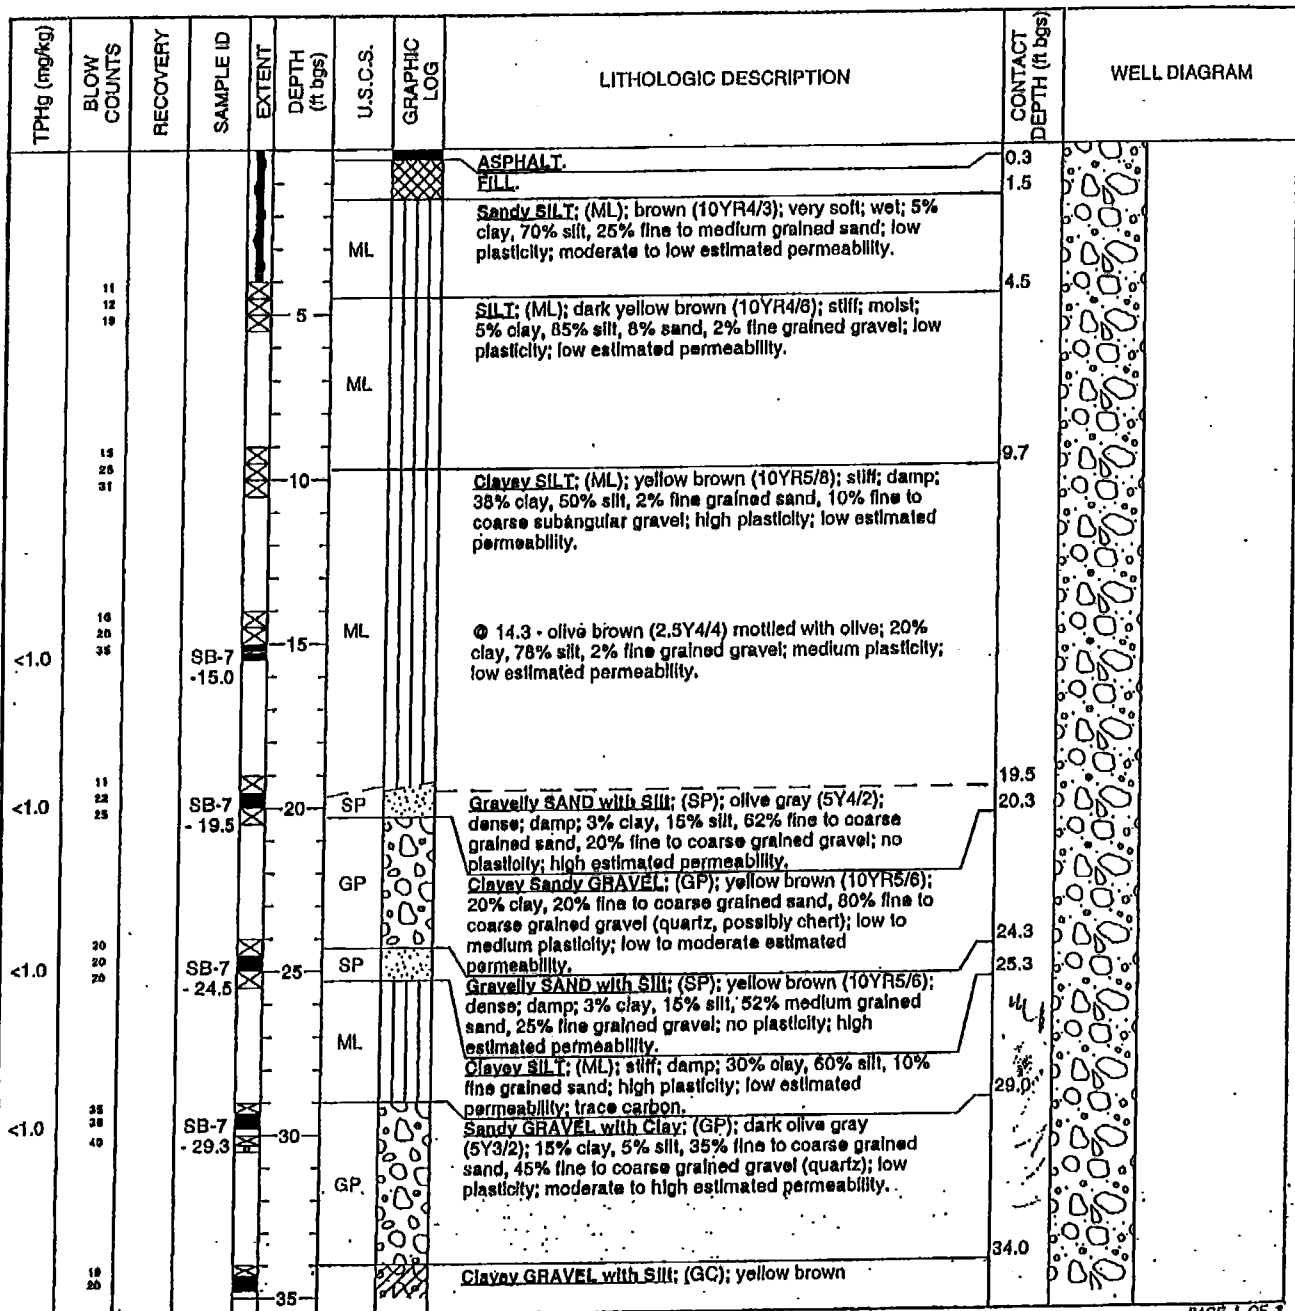 TPHg (mg/kg)
BLOW COUNTS
RECOVERY
SAMPLE ID
EXTENT
DEPTH (ft bgs)
U.S.C.S.
GRAPHIC LOG
LITHOLOGIC DESCRIPTION
CONTACT DEPTH (ft bgs)
WELL DIAGRAM
ASPHALT.
0.3
FILL.
1.5
Sandy SILT; (ML); brown (10YR4/3); very soft; wet; 5%
clay, 70% silt, 25% fine to medium grained sand; low
plasticity; moderate to low estimated permeability.
ML
4.5
11
12
5
SILT; (ML); dark yellow brown (10YR4/6); stiff; moist;
5% clay, 85% silt, 8% sand, 2% fine grained gravel; low
plasticity; low estimated permeability.
ML
9.7
31
10
Clayey SILT; (ML); yellow brown (10YR5/8); stiff; damp;
38% clay, 50% silt, 2% fine grained sand, 10% fine to
coarse subangular gravel; high plasticity; low estimated
permeability.
20
35
ML
15
@ 14.3 - olive brown (2.5Y4/4) mottled with olive; 20%
clay, 78% silt, 2% fine grained gravel; medium plasticity;
low estimated permeability.
<1.0
SB-7
-15.0
11
22
25
<1.0
SB-7
- 19.5
20
19.5
SP
20.3
Gravelly SAND with Silt; (SP); olive gray (5Y4/2);
dense; damp; 3% clay, 15% silt, 62% fine to coarse
grained sand, 20% fine to coarse grained gravel; no
plasticity; high estimated permeability.
GP
Clayey Sandy GRAVEL; (GP); yellow brown (10YR5/6);
20% clay, 20% fine to coarse grained sand, 80% fine to
coarse grained gravel (quartz, possibly chert); low to
medium plasticity; low to moderate estimated
permeability.
24.3
20
20
20
<1.0
SB-7
- 24.5
25
SP
25.3
Gravelly SAND with Silt; (SP); yellow brown (10YR5/6);
dense; damp; 3% clay, 15% silt, 52% medium grained
sand, 25% fine grained gravel; no plasticity; high
estimated permeability.
ML
Clayey SILT; (ML); stiff; damp; 30% clay, 60% silt, 10%
fine grained sand; high plasticity; low estimated
permeability; trace carbon.
29.0
35
38
40
<1.0
SB-7
- 29.3
30
Sandy GRAVEL with Clay; (GP); dark olive gray
(5Y3/2); 15% clay, 5% silt, 35% fine to coarse grained
sand, 45% fine to coarse grained gravel (quartz); low
plasticity; moderate to high estimated permeability.
GP
34.0
20
Clayey GRAVEL with Silt; (GC); yellow brown
35